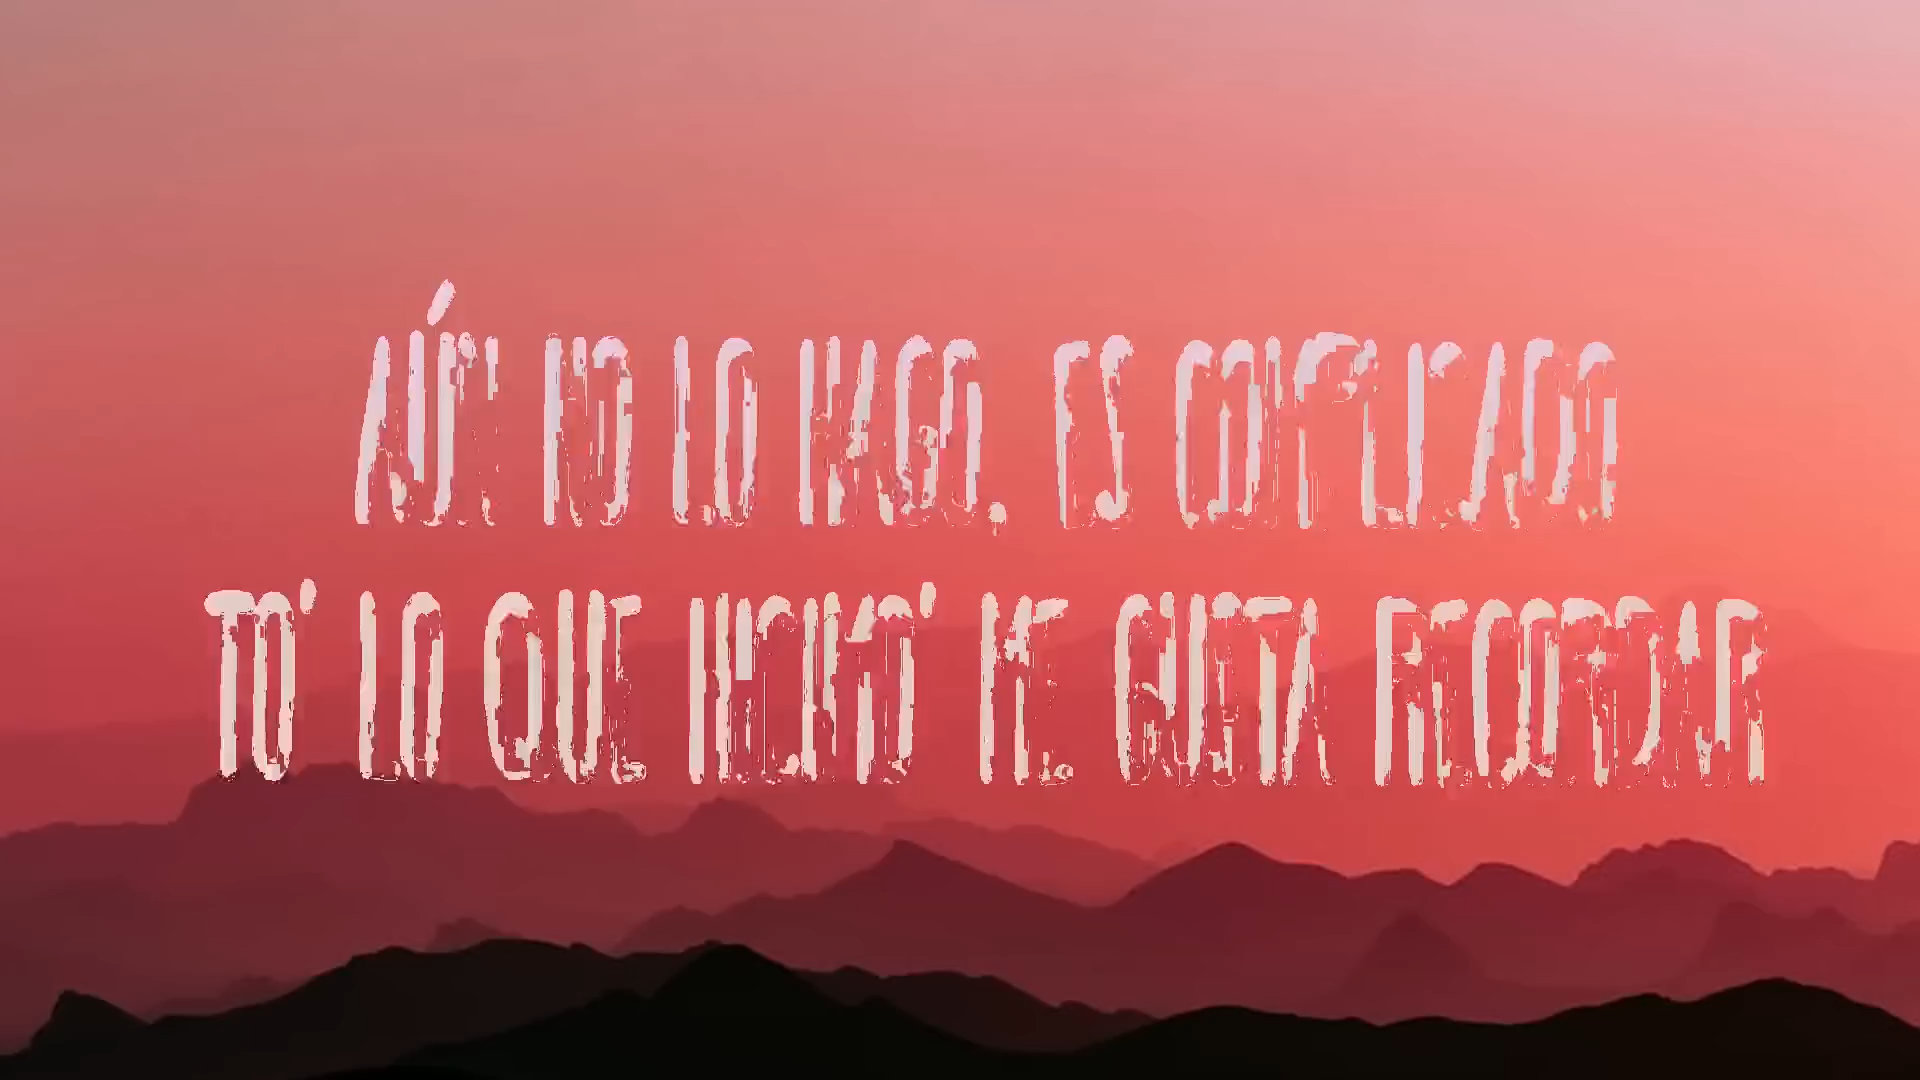 AÚN NO LO HAGO, ES COMPLICADO
TO' LO QUE HICIMO' ME GUSTA RECORDAR